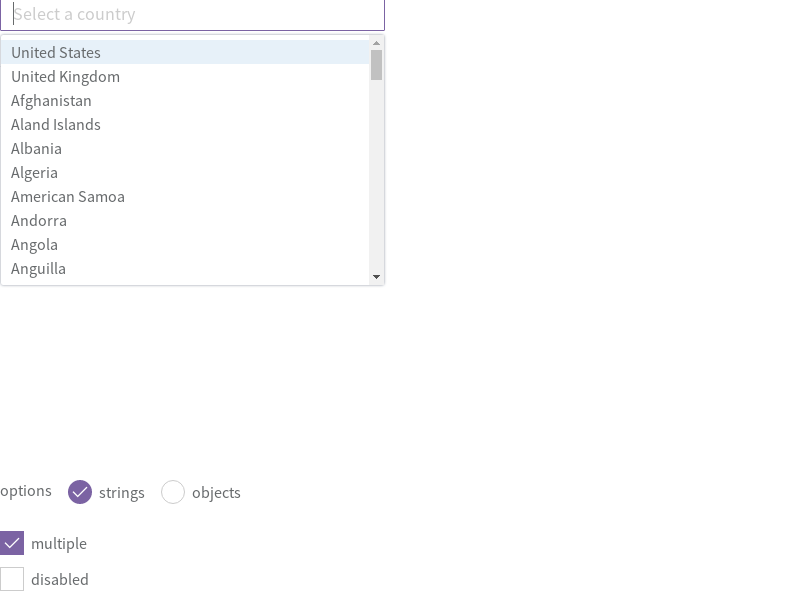 Select a country
United States
United Kingdom
Afghanistan
Aland Islands
Albania
Algeria
American Samoa
Andorra
Angola
Anguilla
options strings objects
multiple
disabled